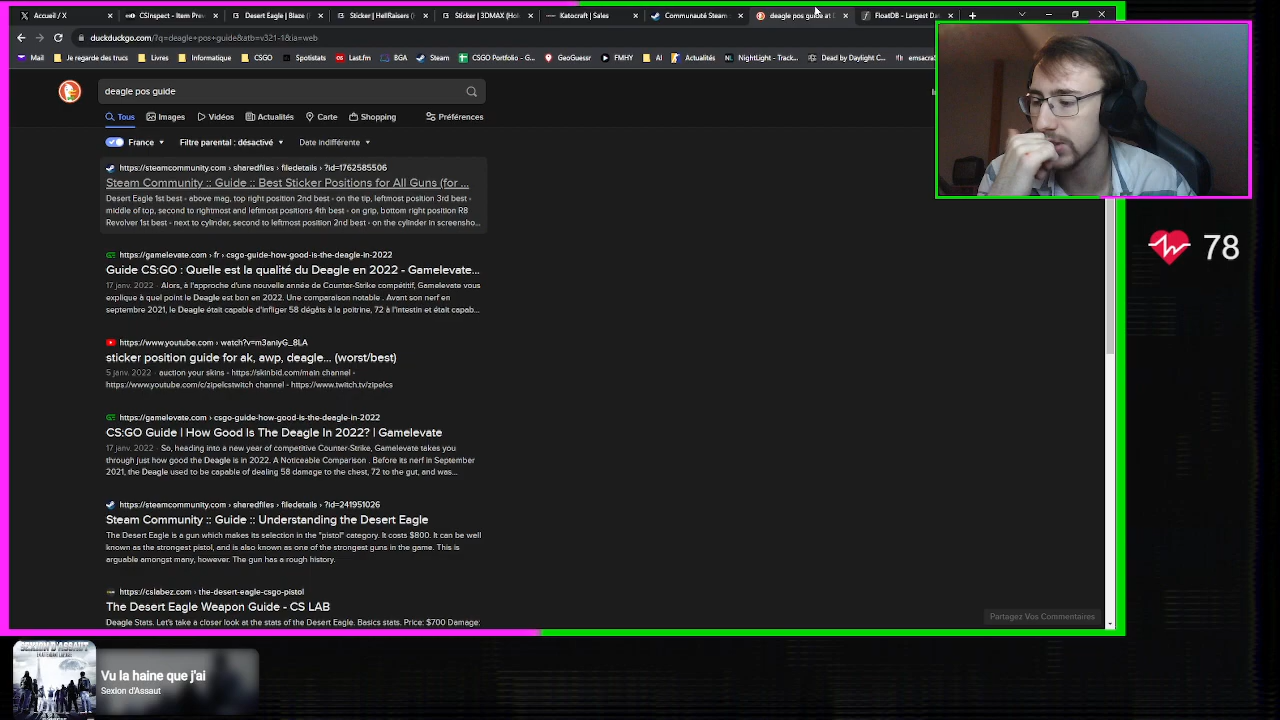 Accueil / X
CSInspect - Item Prev
Desert Eagle | Blaze (
Sticker | HellRaisers (
Sticker | 3DMAX (Ho
Katocraft | Sales
Communauté Steam
deagle pos guide at D
FloatDB - Largest Da
duckduckgo.com/?q=deagle+pos+guide&atb=v321-1&ia=web
Mail
Je regarde des trucs
Livres
Informatique
CSGO
Spotistats
Last.fm
BGA
Steam
CSGO Portfolio - G...
GeoGuessr
FMHY
AI
Actualités
NightLight - Track...
Dead by Daylight C...
emsacra
deagle pos guide
Tous
Images
Vidéos
Actualités
Carte
Shopping
Préférences
France
Filtre parental : désactivé
Date indifférente
https://steamcommunity.com › sharedfiles › filedetails › ?id=1762585506
Steam Community :: Guide :: Best Sticker Positions for All Guns (for ...
Desert Eagle 1st best - above mag, top right position 2nd best - on the tip, leftmost position 3rd best -
middle of top, second to rightmost and leftmost positions 4th best - on grip, bottom right position R8
Revolver 1st best - next to cylinder, second to leftmost position 2nd best - on the cylinder in screensho...
https://gamelevate.com › fr › csgo-guide-how-good-is-the-deagle-in-2022
Guide CS:GO : Quelle est la qualité du Deagle en 2022 - Gamelevate...
17 janv. 2022 · Alors, à l'approche d'une nouvelle année de Counter-Strike compétitif, Gamelevate vous
explique à quel point le Deagle est bon en 2022. Une comparaison notable . Avant son nerf en
septembre 2021, le Deagle était capable d'infliger 58 dégâts à la poitrine, 72 à l'intestin et était capab...
https://www.youtube.com › watch?v=m3anlyG_8LA
sticker position guide for ak, awp, deagle... (worst/best)
5 janv. 2022 · auction your skins - https://skinbid.com/main channel -
https://www.youtube.com/c/zipelcstwitch channel - https://www.twitch.tv/zipelcs
https://gamelevate.com › csgo-guide-how-good-is-the-deagle-in-2022
CS:GO Guide | How Good Is The Deagle In 2022? | Gamelevate
17 janv. 2022 · So, heading into a new year of competitive Counter-Strike, Gamelevate takes you
through just how good the Deagle is in 2022. A Noticeable Comparison . Before its nerf in September
2021, the Deagle used to be capable of dealing 58 damage to the chest, 72 to the gut, and was...
https://steamcommunity.com › sharedfiles › filedetails › ?id=241951026
Steam Community :: Guide :: Understanding the Desert Eagle
The Desert Eagle is a gun which makes its selection in the "pistol" category. It costs $800. It can be well
known as the strongest pistol, and is also known as one of the strongest guns in the game. This is
arguable amongst many, however. The gun has a rough history.
https://cslabez.com › the-desert-eagle-csgo-pistol
The Desert Eagle Weapon Guide - CS LAB
Deagle Stats. Let's take a closer look at the stats of the Desert Eagle. Basics stats. Price: $700 Damage:
Partagez Vos Commentaires
78
SEXION D'ASSAUT
Vu la haine que j'ai
Sexion d'Assaut